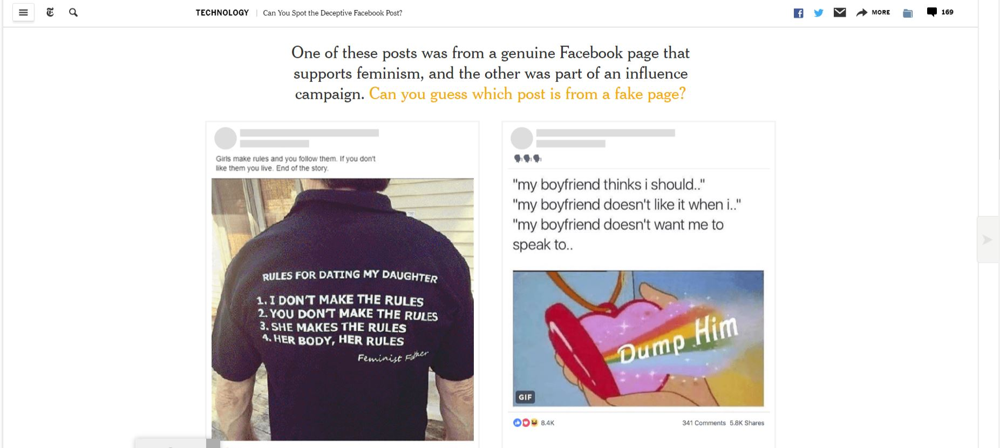 TECHNOLOGY | Can You Spot the Deceptive Facebook Post?
MORE
169
One of these posts was from a genuine Facebook page that
supports feminism, and the other was part of an influence
campaign. Can you guess which post is from a fake page?
Girls make rules and you follow them. If you don't
like them you live. End of the story.
RULES FOR DATING MY DAUGHTER
1. I DON'T MAKE THE RULES
2. YOU DON'T MAKE THE RULES
3. SHE MAKES THE RULES
4. HER BODY, HER RULES
Feminist Father
"my boyfriend thinks i should.."
"my boyfriend doesn't like it when i.."
"my boyfriend doesn't want me to
speak to..
Dump Him
GIF
8.4K
341 Comments 5.8K Shares